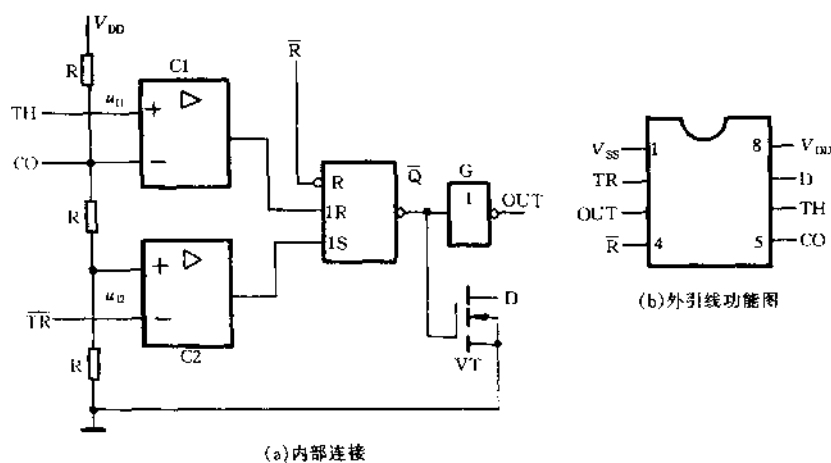 V_DD
R
C1
R̅
TH
u_I1
+
▷
CO
−
R
1R
1S
Q̅
G
1
OUT
R
+
▷
u_I2
T̅R̅
−
C2
R
D
VT
(a)内部连接
V_SS
1
8
V_DD
TR
D
OUT
TH
R̅
4
5
CO
(b)外引线功能图